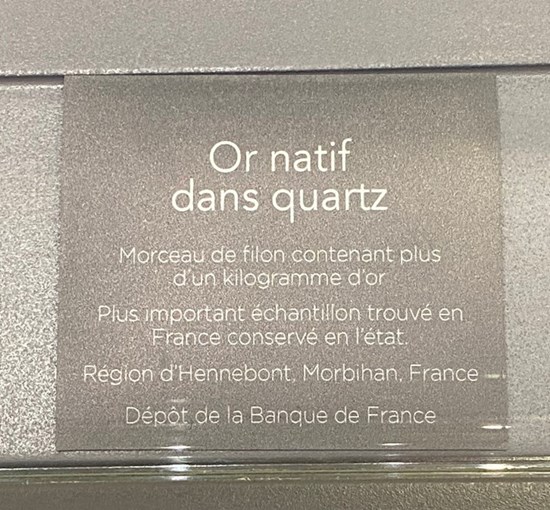 Or natif
dans quartz
Morceau de filon contenant plus
d'un kilogramme d'or
Plus important échantillon trouvé en
France conservé en l'état.
Région d'Hennebont, Morbihan, France
Dépôt de la Banque de France